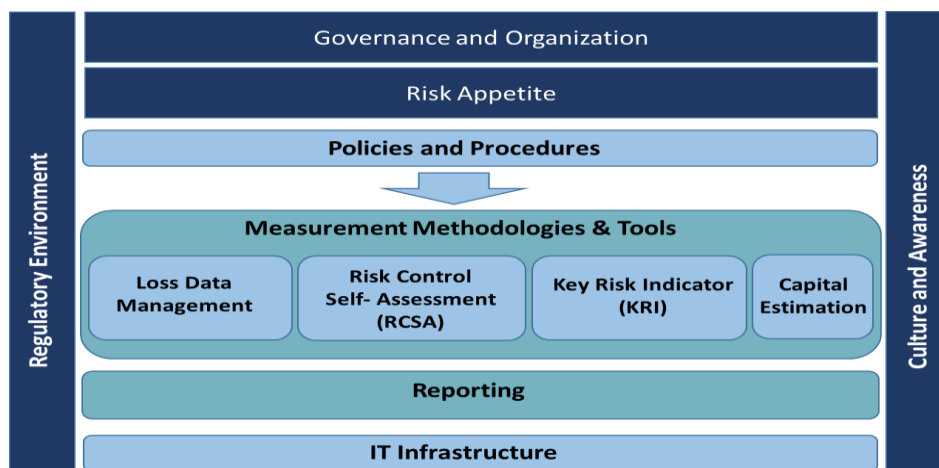 Regulatory Environment
Governance and Organization
Risk Appetite
Policies and Procedures
Measurement Methodologies & Tools
Loss Data
Management
Risk Control
Self- Assessment
(RCSA)
Key Risk Indicator
(KRI)
Capital
Estimation
Reporting
IT Infrastructure
Culture and Awareness